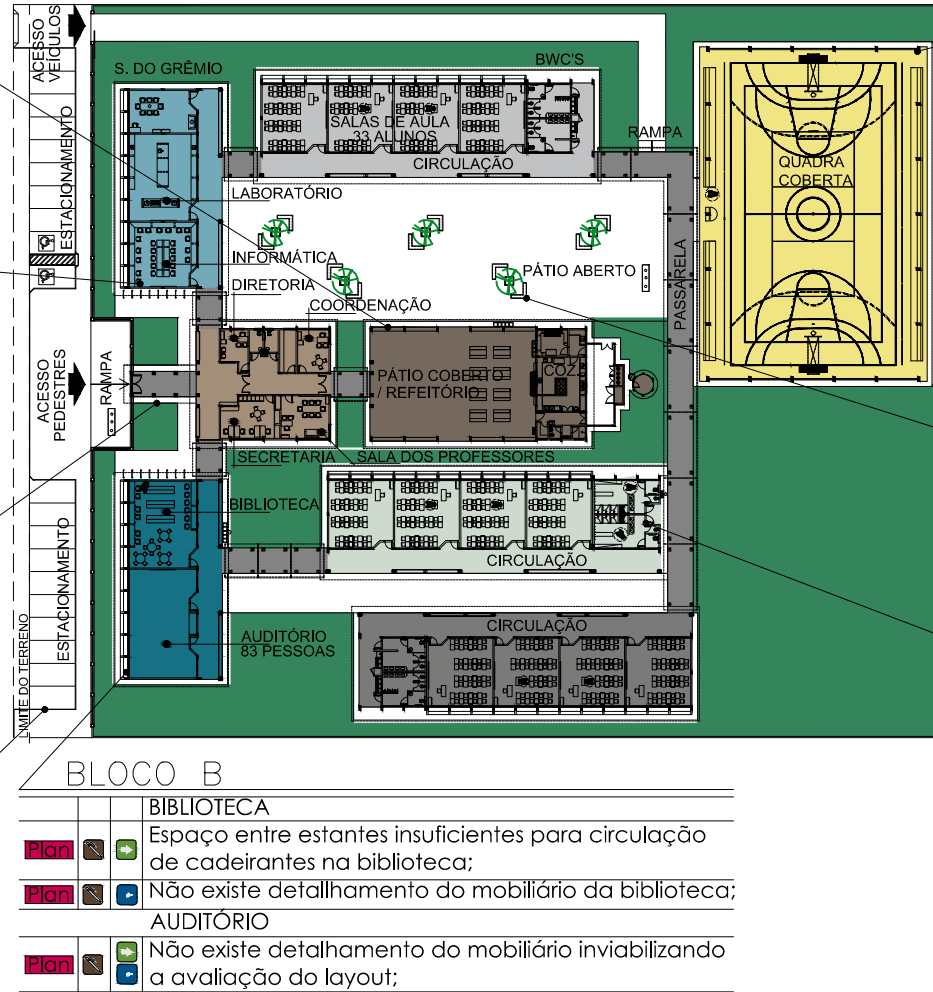 ACESSO
VEÍCULOS
S. DO GRÊMIO
BWC'S
SALAS DE AULA
33 ALUNOS
RAMPA
CIRCULAÇÃO
QUADRA
COBERTA
ESTACIONAMENTO
LABORATÓRIO
INFORMÁTICA
PÁTIO ABERTO
DIRETORIA
COORDENAÇÃO
PASSARELA
ACESSO
PEDESTRES
RAMPA
PÁTIO COBERTO
/ REFEITÓRIO
COZ.
SECRETARIA
SALA DOS PROFESSORES
BIBLIOTECA
CIRCULAÇÃO
ESTACIONAMENTO
CIRCULAÇÃO
AUDITÓRIO
83 PESSOAS
LIMITE DO TERRENO
BLOCO B
BIBLIOTECA
Plan Espaço entre estantes insuficientes para circulação
de cadeirantes na biblioteca;
Plan Não existe detalhamento do mobiliário da biblioteca;
AUDITÓRIO
Plan Não existe detalhamento do mobiliário inviabilizando
a avaliação do layout;